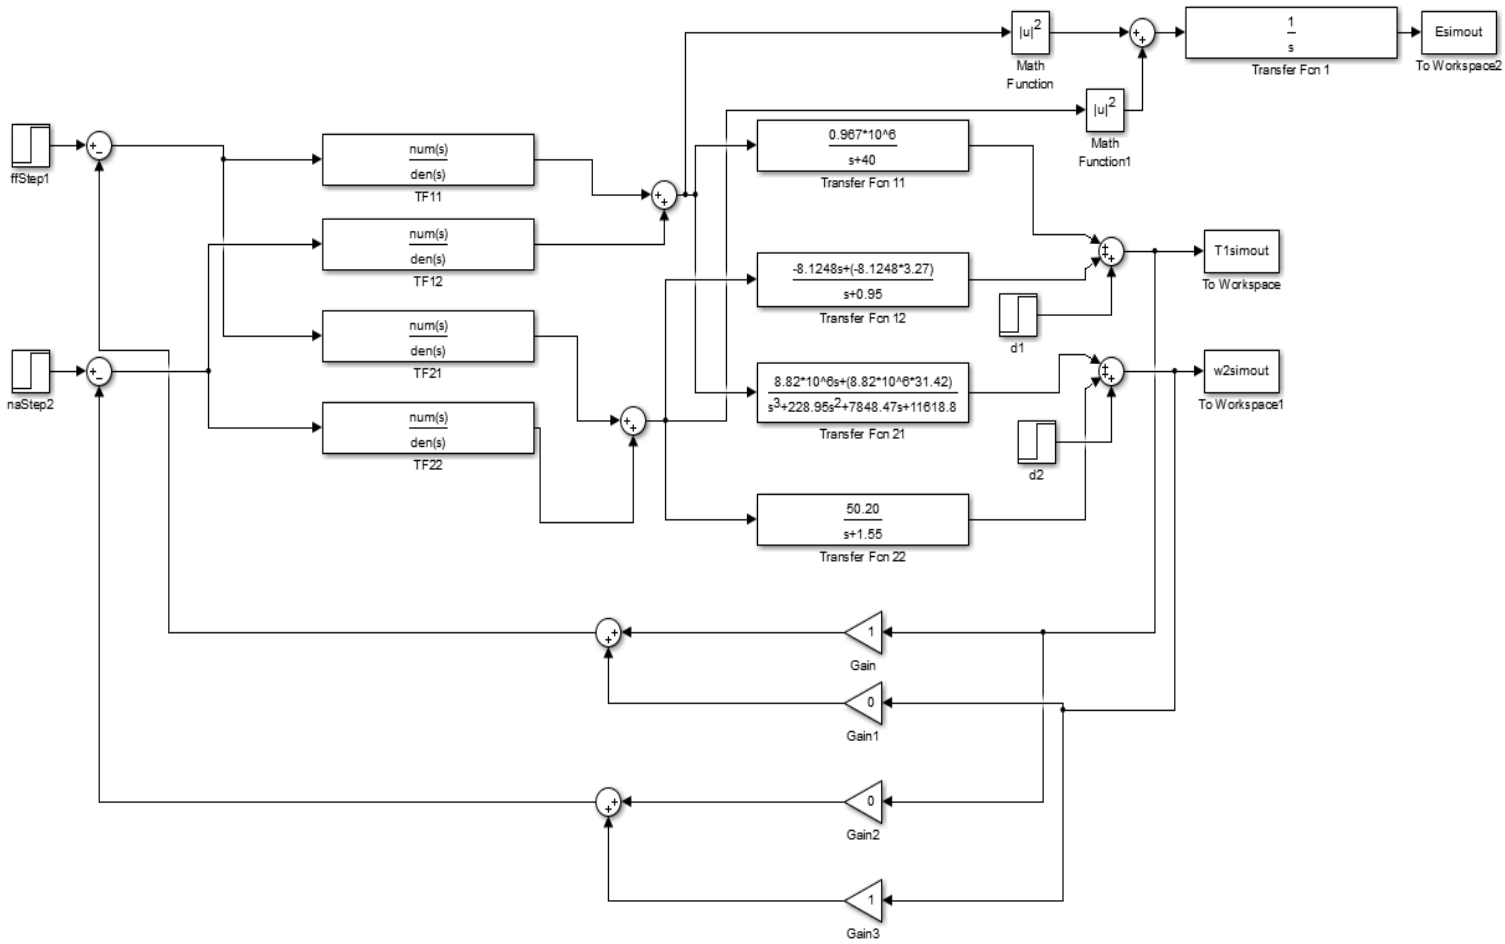 |u|²
Math
Function
+
+
1
s
Transfer Fcn 1
Esimout
To Workspace2
|u|²
Math
Function1
ffStep1
+
-
num(s)
den(s)
TF11
+
+
0.967*10^6
s+40
Transfer Fcn 11
num(s)
den(s)
TF12
-8.1248s+(-8.1248*3.27)
s+0.95
Transfer Fcn 12
+
+
+
T1simout
To Workspace
d1
num(s)
den(s)
TF21
naStep2
+
-
8.82*10^6s+(8.82*10^6*31.42)
s³+228.95s²+7848.47s+11618.8
Transfer Fcn 21
+
+
+
w2simout
To Workspace1
d2
num(s)
den(s)
TF22
+
+
50.20
s+1.55
Transfer Fcn 22
+
+
1
Gain
0
Gain1
+
+
0
Gain2
1
Gain3